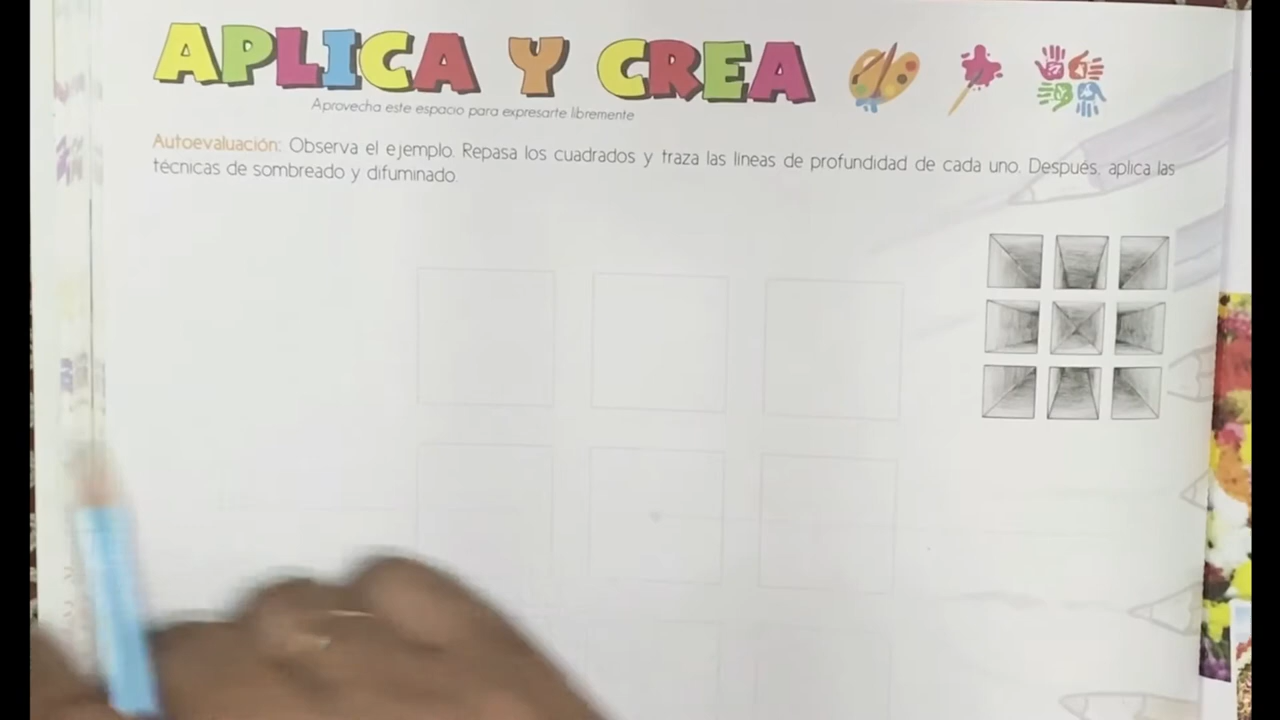 APLICA Y CREA
Aprovecha este espacio para expresarte libremente
Autoevaluación: Observa el ejemplo. Repasa los cuadrados y traza las líneas de profundidad de cada uno. Después, aplica las
técnicas de sombreado y difuminado.